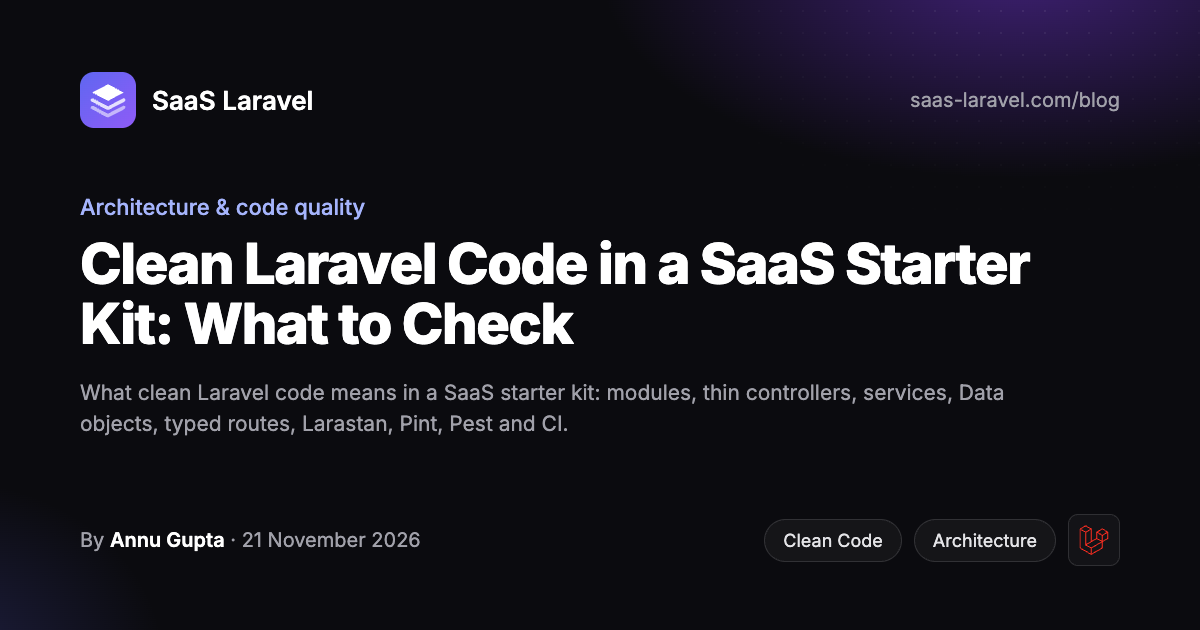 SaaS Laravel
saas-laravel.com/blog
Architecture & code quality
Clean Laravel Code in a SaaS Starter
Kit: What to Check
What clean Laravel code means in a SaaS starter kit: modules, thin controllers, services, Data
objects, typed routes, Larastan, Pint, Pest and CI.
By Annu Gupta · 21 November 2026
Clean Code
Architecture